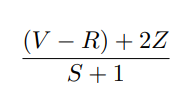 (V − R) + 2Z
S + 1